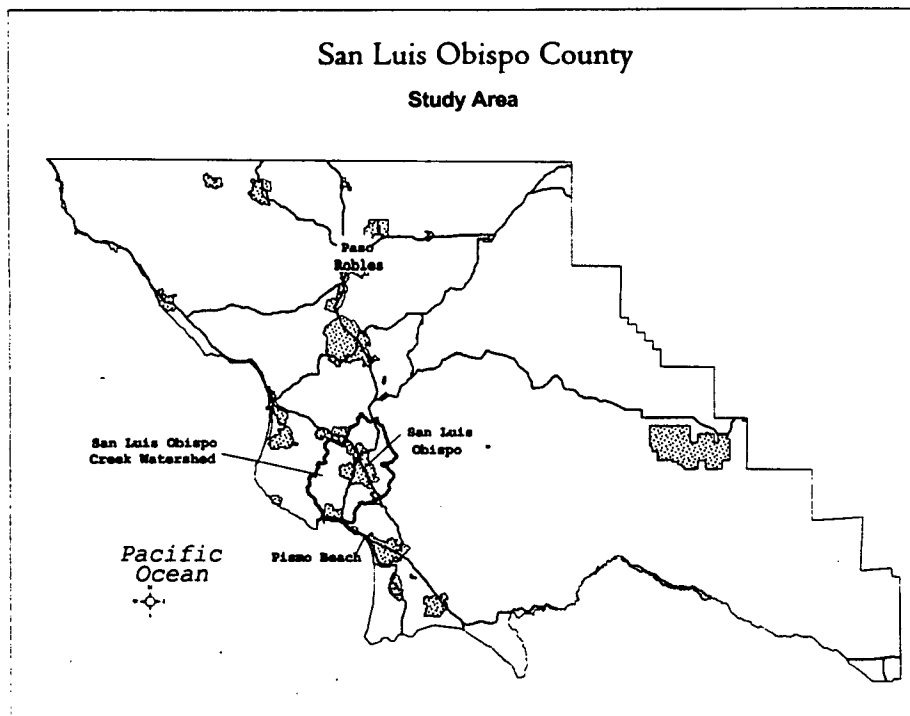 San Luis Obispo County
Study Area
Paso
Robles
San Luis Obispo
Creek Watershed
San Luis
Obispo
Pismo Beach
Pacific
Ocean